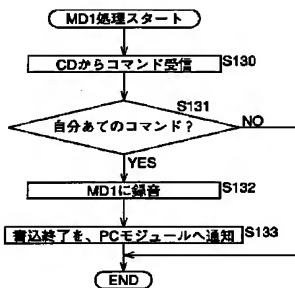 MD1処理スタート
CDからコマンド受信 S130
S131
自分あてのコマンド? NO
YES
MD1に録音 S132
書込終了を、PCモジュールへ通知 S133
END